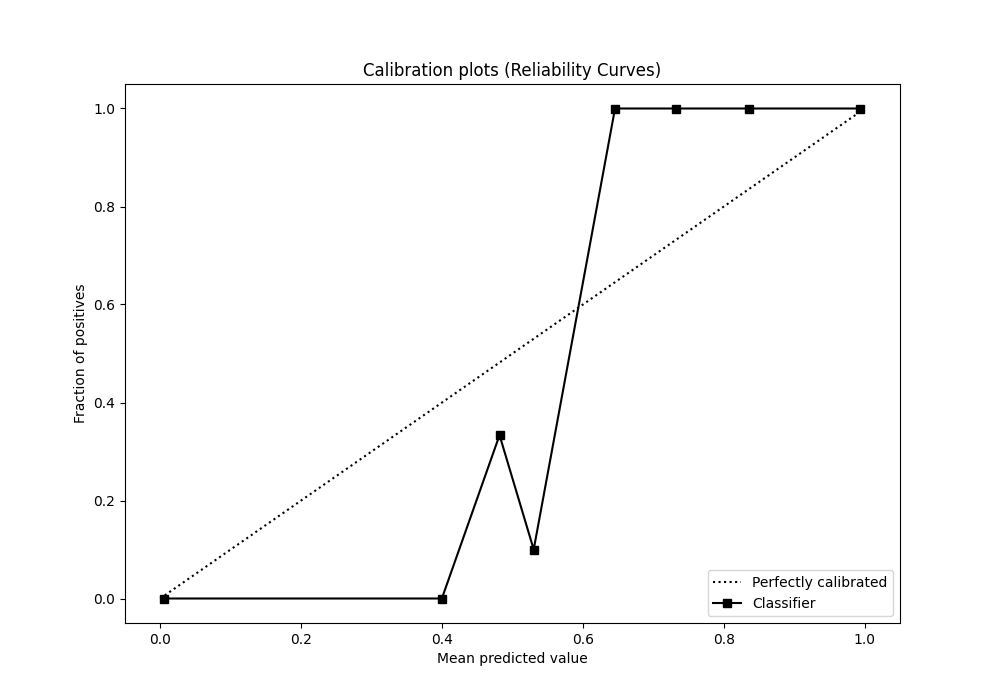 Calibration plots (Reliability Curves)
1.0
0.8
0.6
0.4
0.2
0.0
Fraction of positives
0.0 0.2 0.4 0.6 0.8 1.0
Mean predicted value
Perfectly calibrated
Classifier